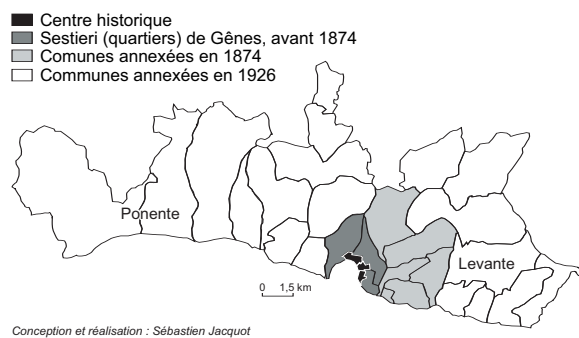 Centre historique
Sestieri (quartiers) de Gênes, avant 1874
Comunes annexées en 1874
Communes annexées en 1926
Ponente
Levante
0 1,5 km
Conception et réalisation : Sébastien Jacquot